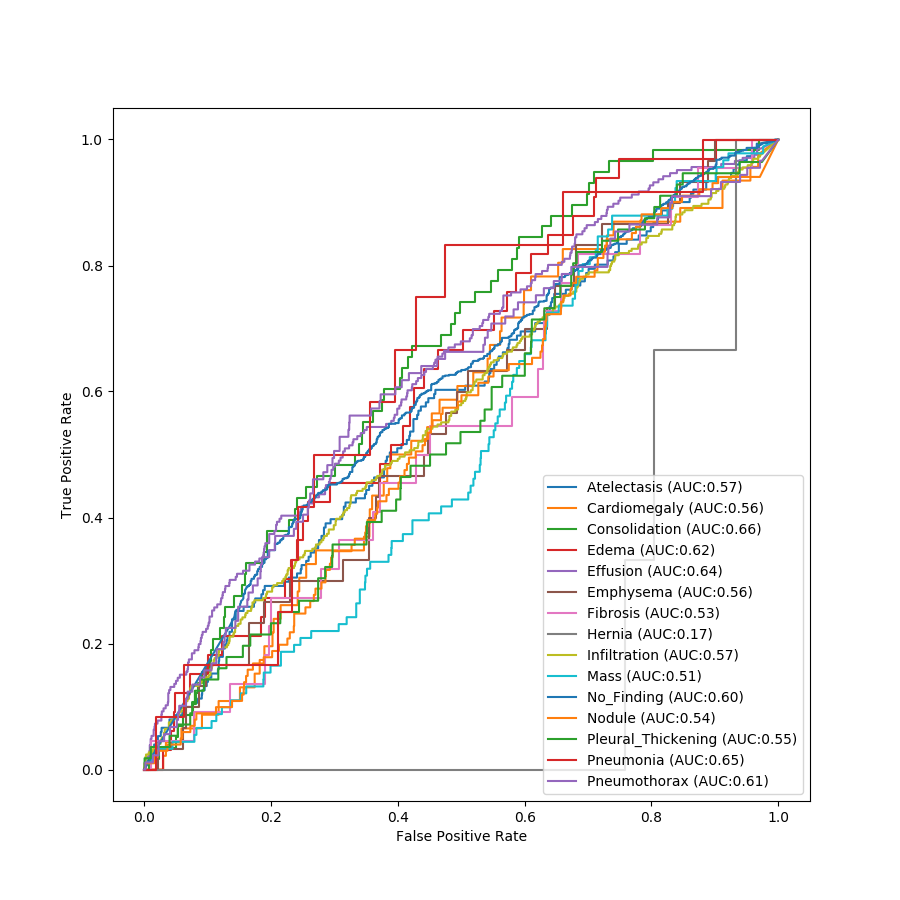 1.0
0.8
0.6
0.4
0.2
0.0
True Positive Rate
Atelectasis (AUC:0.57)
Cardiomegaly (AUC:0.56)
Consolidation (AUC:0.66)
Edema (AUC:0.62)
Effusion (AUC:0.64)
Emphysema (AUC:0.56)
Fibrosis (AUC:0.53)
Hernia (AUC:0.17)
Infiltration (AUC:0.57)
Mass (AUC:0.51)
No_Finding (AUC:0.60)
Nodule (AUC:0.54)
Pleural_Thickening (AUC:0.55)
Pneumonia (AUC:0.65)
Pneumothorax (AUC:0.61)
0.0 0.2 0.4 0.6 0.8 1.0
False Positive Rate